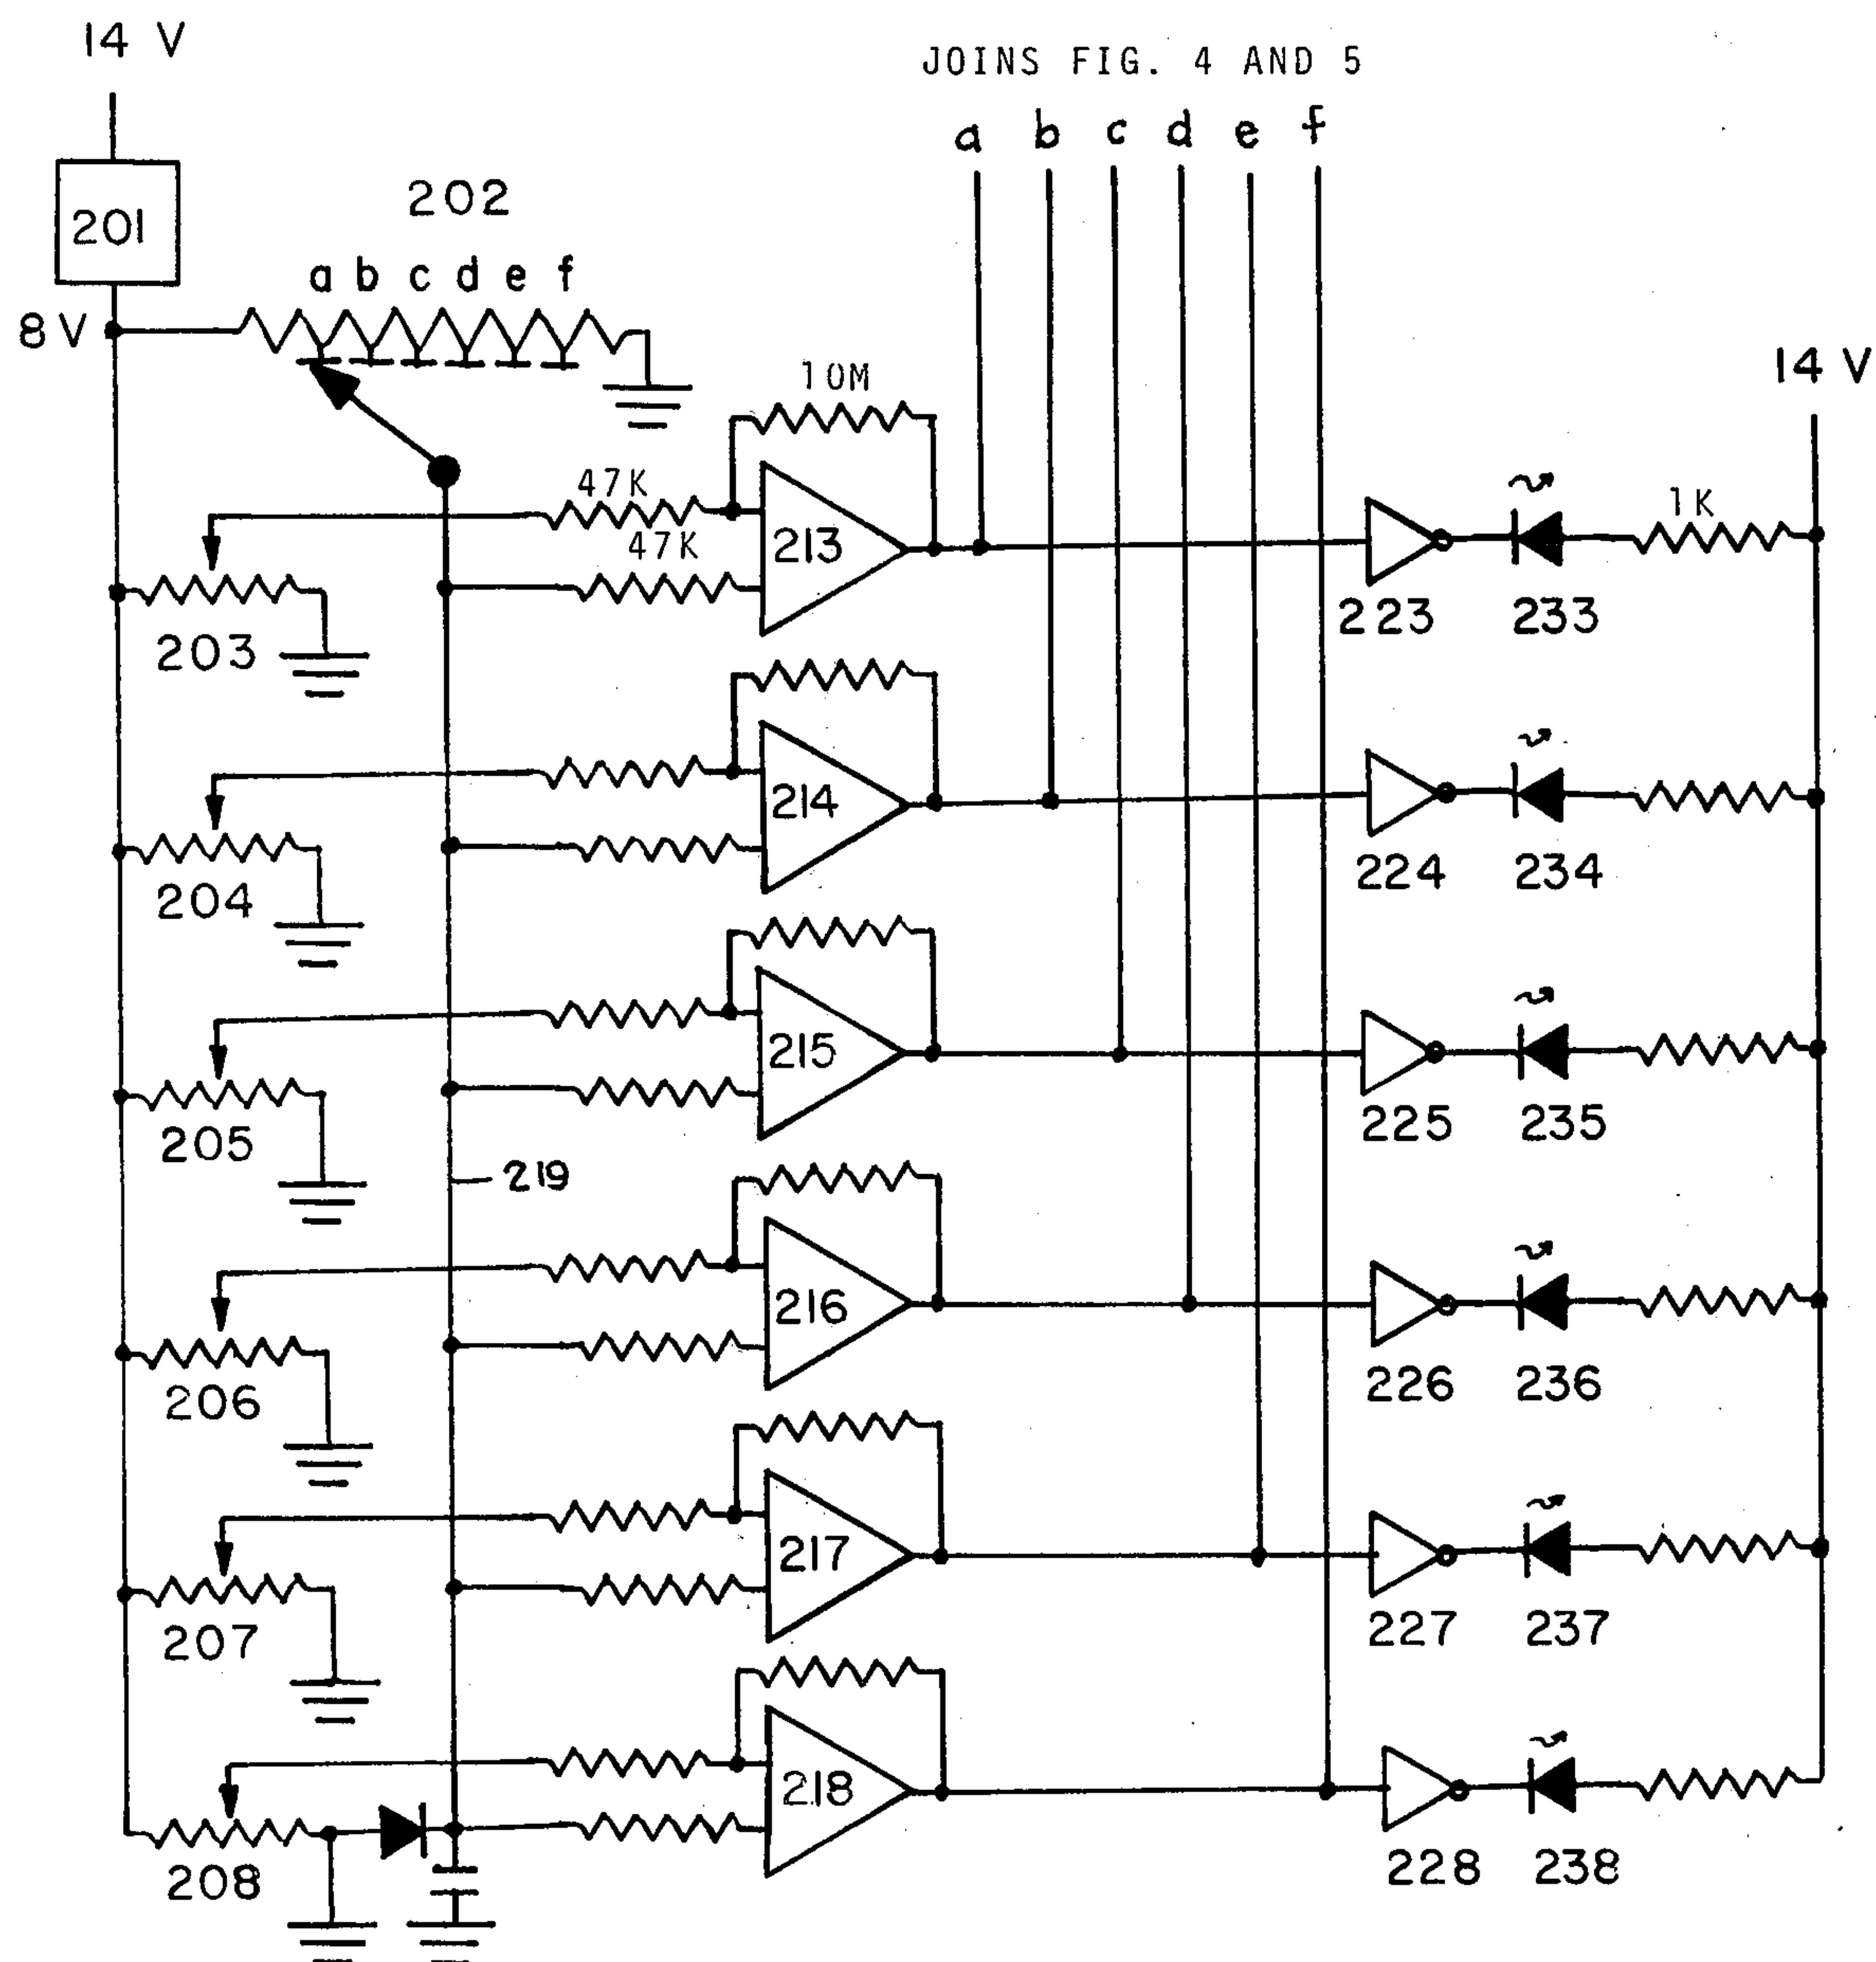 14 V
JOINS FIG. 4 AND 5
a b c d e f
201
202
a b c d e f
8 V
14 V
10M
47K
1K
47K
213
223 233
203
214
224 234
204
215
225 235
205
219
216
226 236
206
217
227 237
207
218
228 238
208